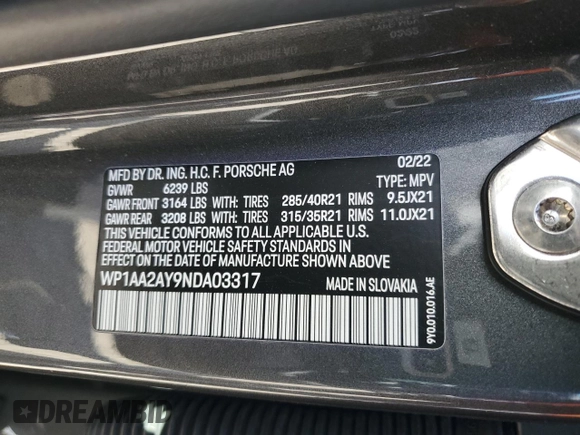 MFD BY DR. ING. H.C. F. PORSCHE AG 02/22
GVWR 6239 LBS TYPE: MPV
GAWR FRONT 3164 LBS WITH: TIRES 285/40R21 RIMS 9.5JX21
GAWR REAR 3208 LBS WITH: TIRES 315/35R21 RIMS 11.0JX21
THIS VEHICLE CONFORMS TO ALL APPLICABLE U.S.
FEDERAL MOTOR VEHICLE SAFETY STANDARDS IN
EFFECT ON THE DATE OF MANUFACTURE SHOWN ABOVE.
WP1AA2AY9NDA03317 MADE IN SLOVAKIA
9Y0.010.016.AE
DREAMBID